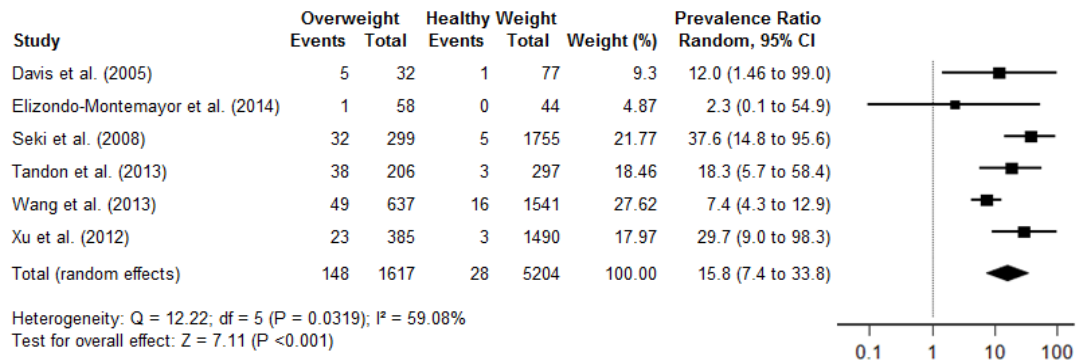 Overweight Healthy Weight Prevalence Ratio
Study Events Total Events Total Weight (%) Random, 95% CI
Davis et al. (2005) 5 32 1 77 9.3 12.0 (1.46 to 99.0)
Elizondo-Montemayor et al. (2014) 1 58 0 44 4.87 2.3 (0.1 to 54.9)
Seki et al. (2008) 32 299 5 1755 21.77 37.6 (14.8 to 95.6)
Tandon et al. (2013) 38 206 3 297 18.46 18.3 (5.7 to 58.4)
Wang et al. (2013) 49 637 16 1541 27.62 7.4 (4.3 to 12.9)
Xu et al. (2012) 23 385 3 1490 17.97 29.7 (9.0 to 98.3)
Total (random effects) 148 1617 28 5204 100.00 15.8 (7.4 to 33.8)
Heterogeneity: Q = 12.22; df = 5 (P = 0.0319); I² = 59.08%
Test for overall effect: Z = 7.11 (P <0.001)
0.1 1 10 100